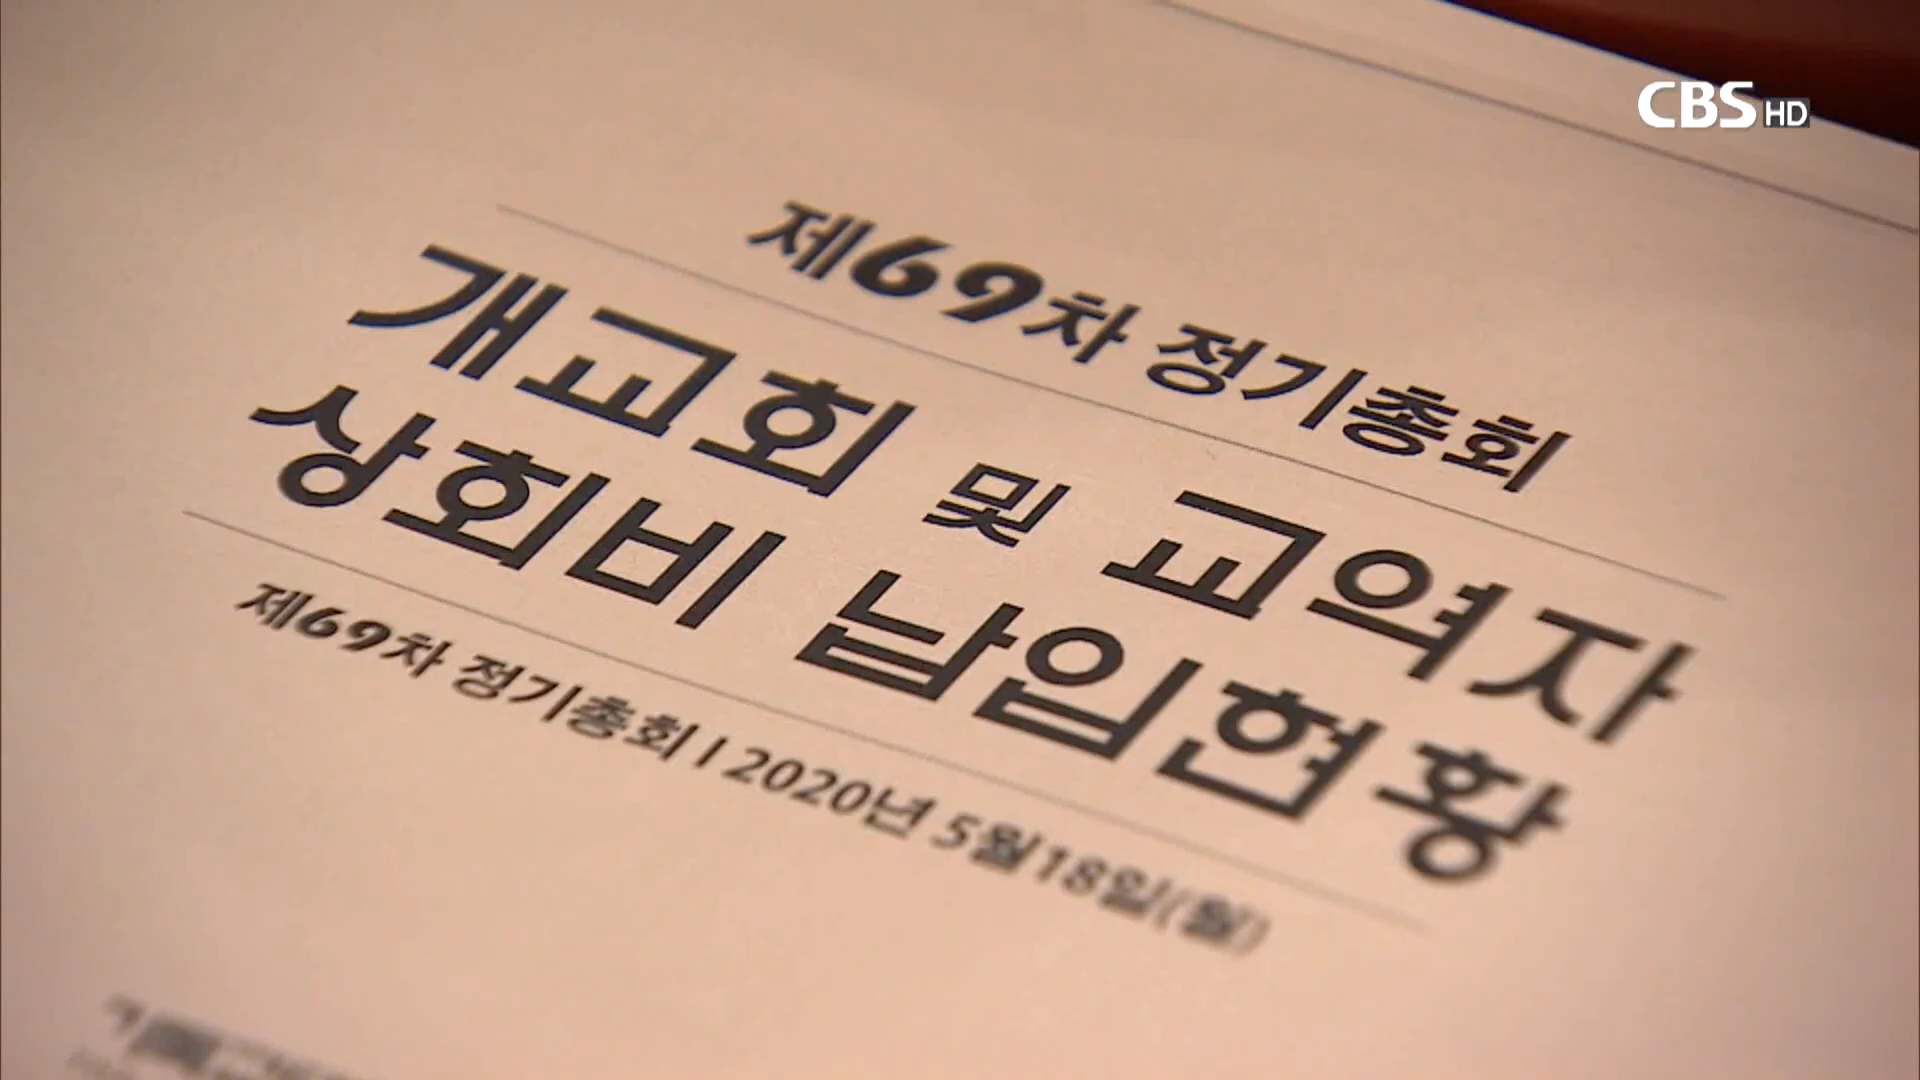 CBS HD
제69차 정기총회
개교회 및 교역자
상회비 납입현황
제69차 정기총회 I 2020년 5월18일(월)